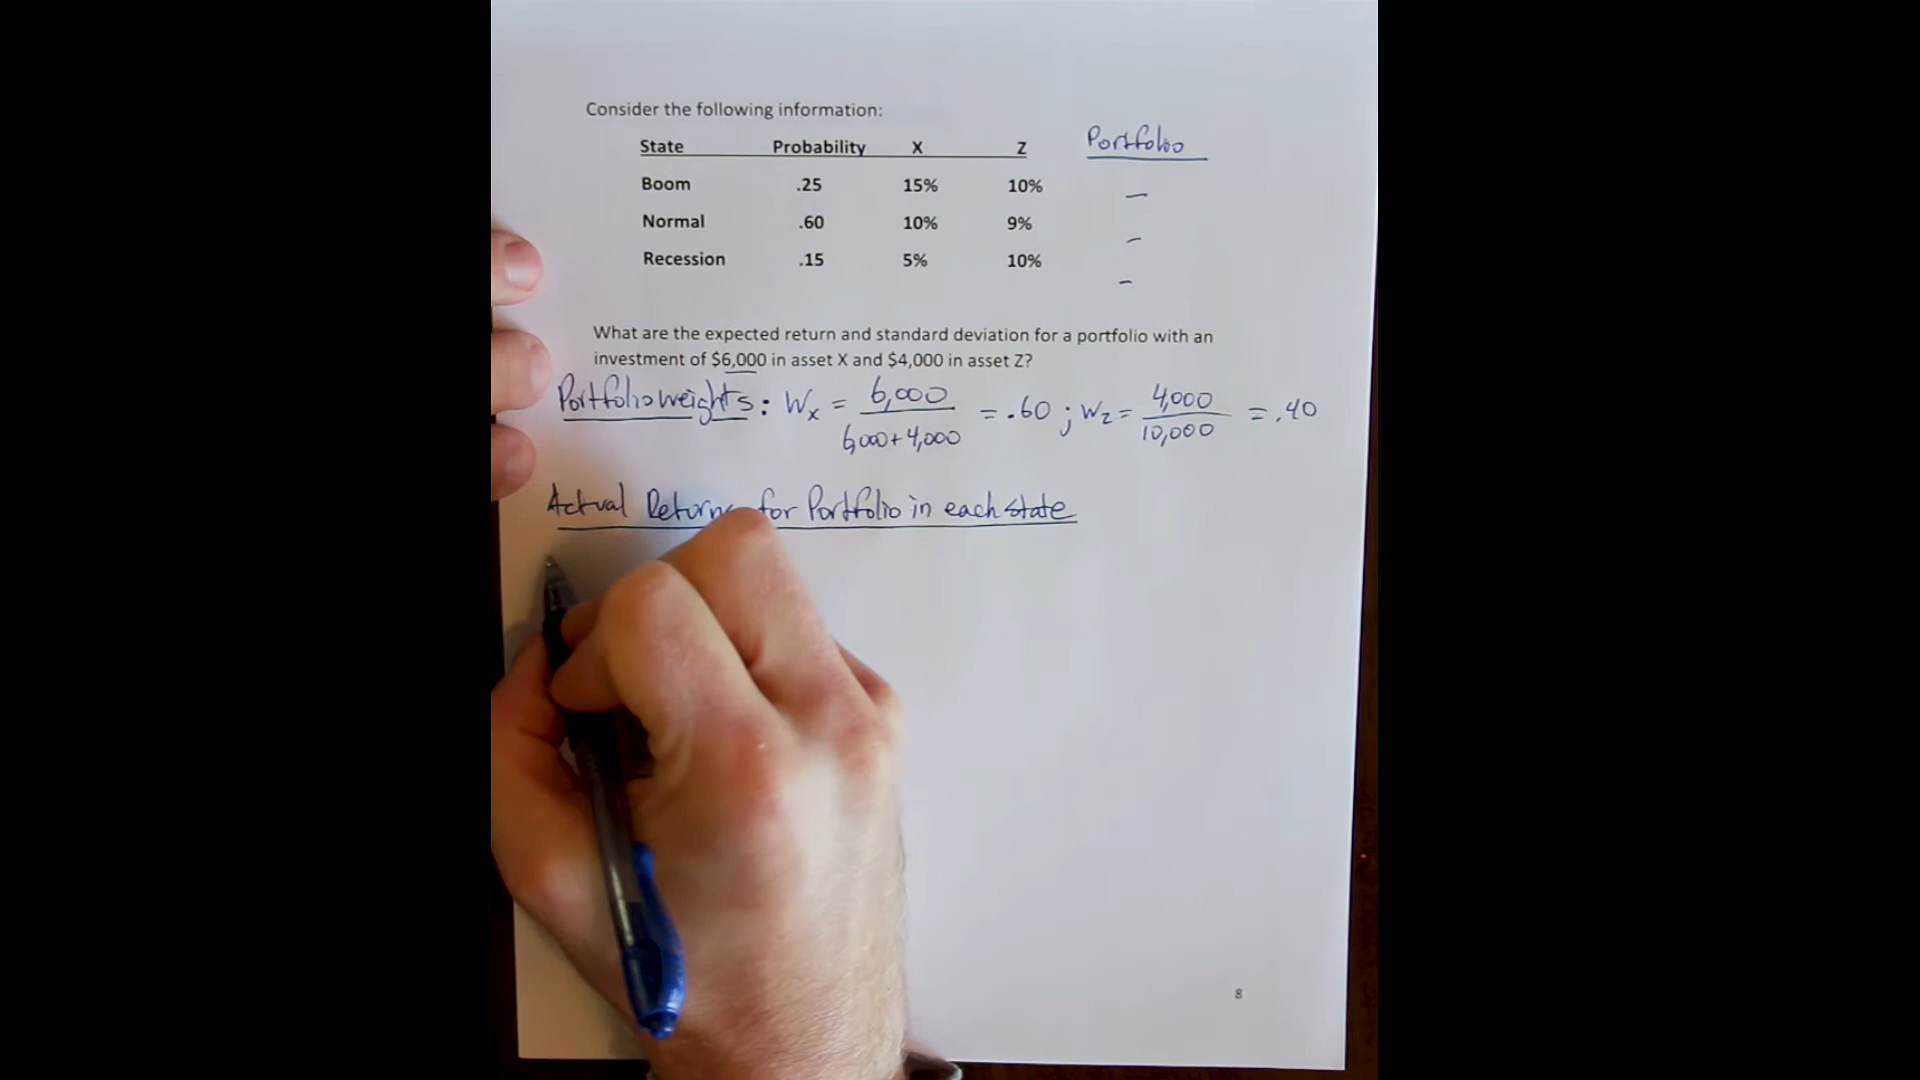 Consider the following information:
State Probability X Z Portfolio
Boom .25 15% 10% —
Normal .60 10% 9% —
Recession .15 5% 10% —
What are the expected return and standard deviation for a portfolio with an
investment of $6,000 in asset X and $4,000 in asset Z?
Portfolio weights: Wx = 6,000 / 6,000+4,000 = .60 ; Wz = 4,000 / 10,000 = .40
Actual Returns for Portfolio in each state
8